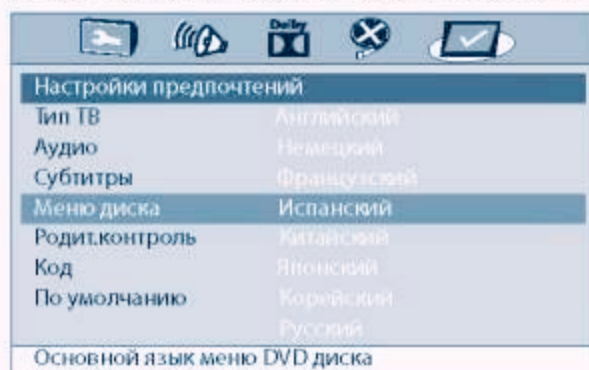 Dolby
Настройки предпочтений
Тип ТВ Английский
Аудио Немецкий
Субтитры Французский
Меню диска Испанский
Родит.контроль Китайский
Код Японский
По умолчанию Корейский
Русский
Основной язык меню DVD диска